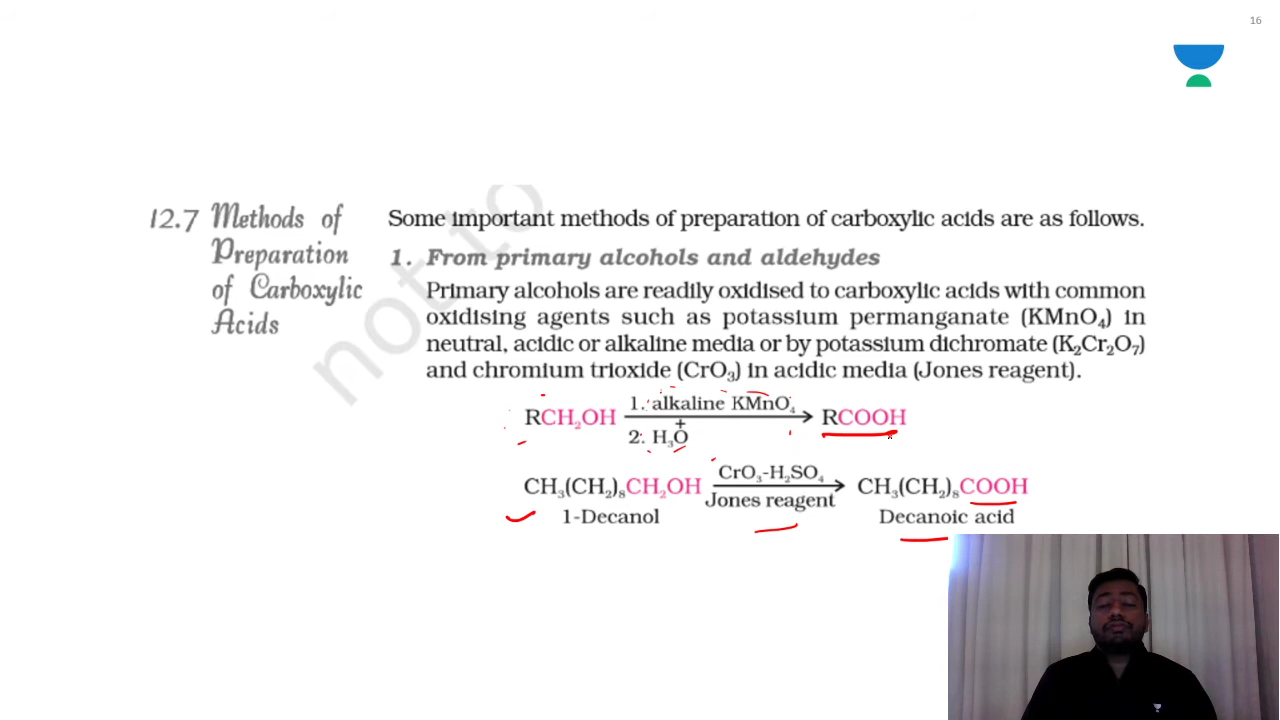 16
12.7 Methods of Preparation of Carboxylic Acids
Some important methods of preparation of carboxylic acids are as follows.
1. From primary alcohols and aldehydes
Primary alcohols are readily oxidised to carboxylic acids with common
oxidising agents such as potassium permanganate (KMnO₄) in
neutral, acidic or alkaline media or by potassium dichromate (K₂Cr₂O₇)
and chromium trioxide (CrO₃) in acidic media (Jones reagent).
1. alkaline KMnO₄
RCH₂OH ⟶ RCOOH
2. H₃O⁺
CrO₃-H₂SO₄
CH₃(CH₂)₈CH₂OH ⟶ CH₃(CH₂)₈COOH
Jones reagent
1-Decanol Decanoic acid
not to